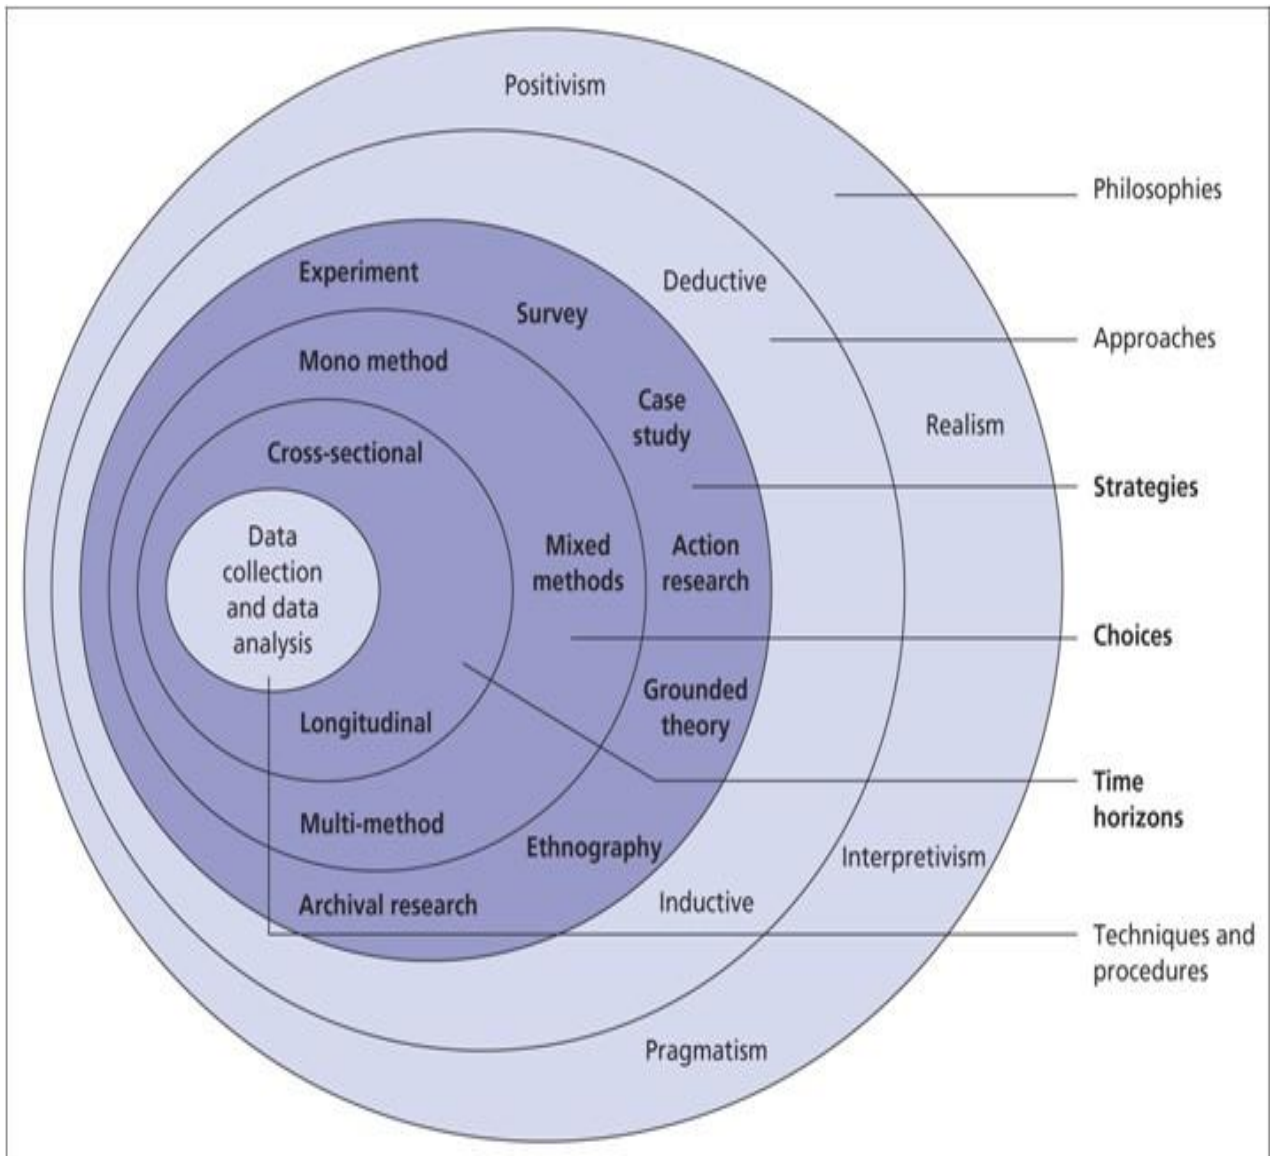 Positivism
Philosophies
Experiment
Deductive
Survey
Approaches
Mono method
Case
study
Realism
Cross-sectional
Strategies
Data
collection
and data
analysis
Mixed
methods
Action
research
Choices
Grounded
theory
Longitudinal
Time
horizons
Multi-method
Ethnography
Interpretivism
Archival research
Inductive
Techniques and
procedures
Pragmatism